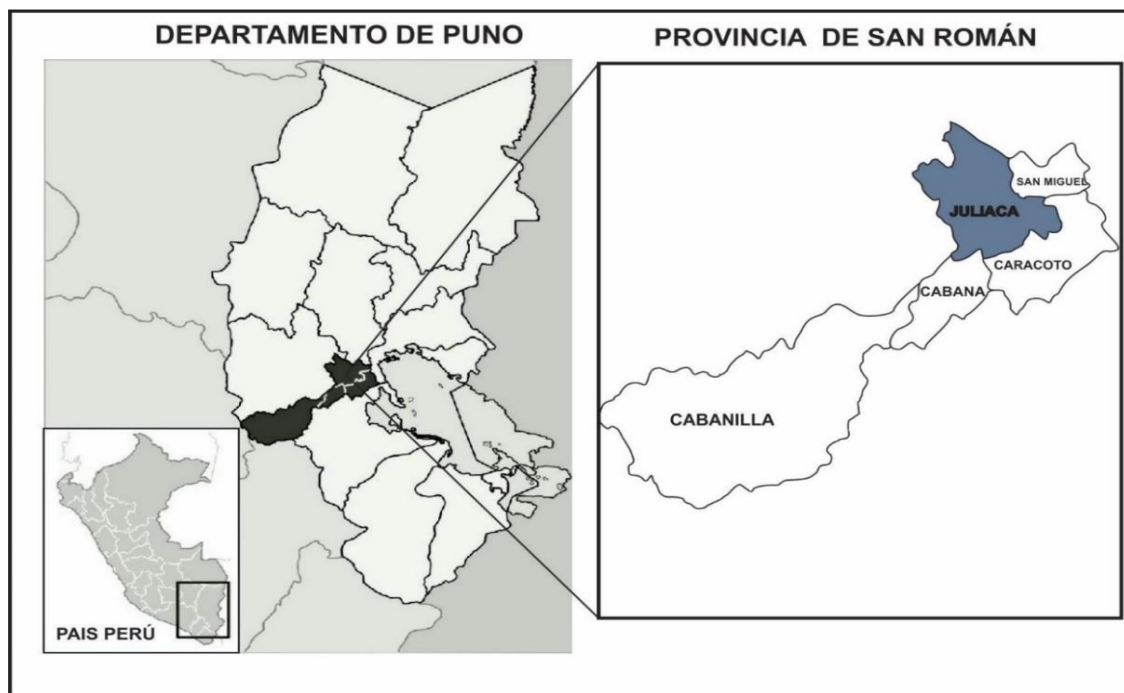 DEPARTAMENTO DE PUNO
PROVINCIA DE SAN ROMÁN
SAN MIGUEL
JULIACA
CARACOTO
CABANA
CABANILLA
PAIS PERÚ